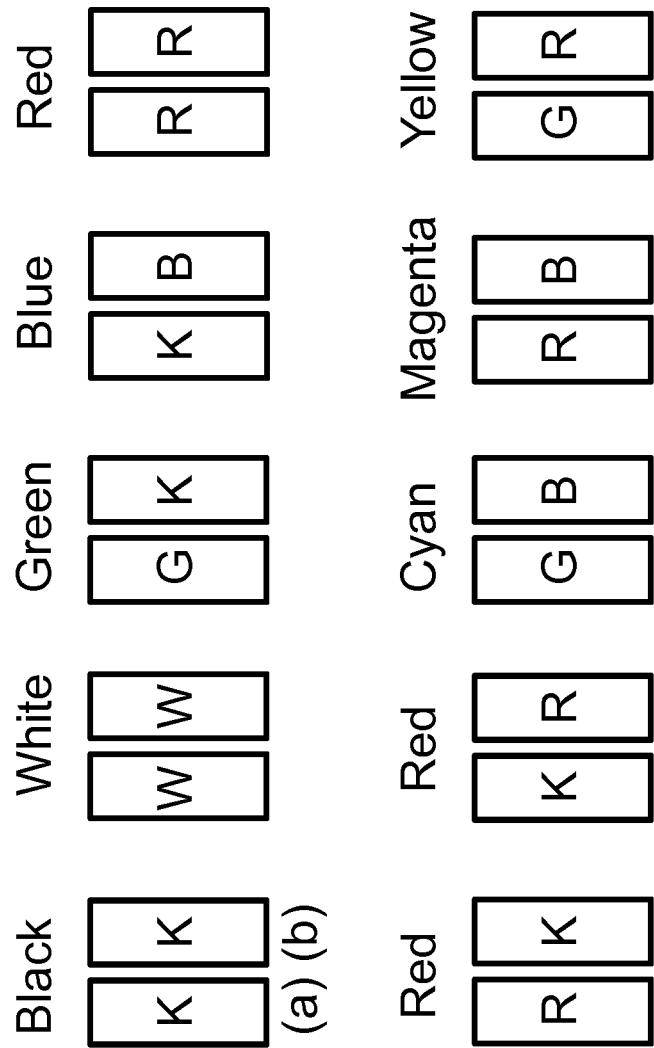 Black White Green Blue Red
K K W W G K K B R R
(a) (b)
Red Red Cyan Magenta Yellow
R K K R G B R B G R